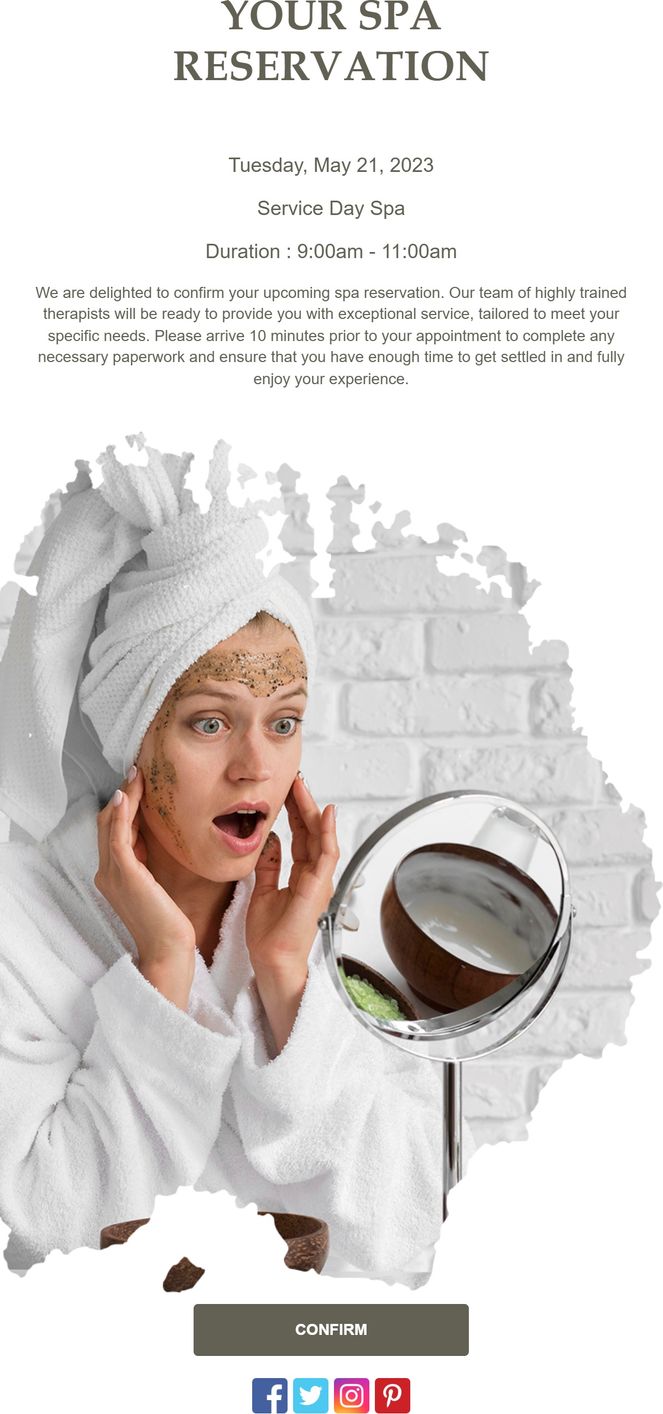 YOUR SPA
RESERVATION
Tuesday, May 21, 2023
Service Day Spa
Duration : 9:00am - 11:00am
We are delighted to confirm your upcoming spa reservation. Our team of highly trained
therapists will be ready to provide you with exceptional service, tailored to meet your
specific needs. Please arrive 10 minutes prior to your appointment to complete any
necessary paperwork and ensure that you have enough time to get settled in and fully
enjoy your experience.
CONFIRM